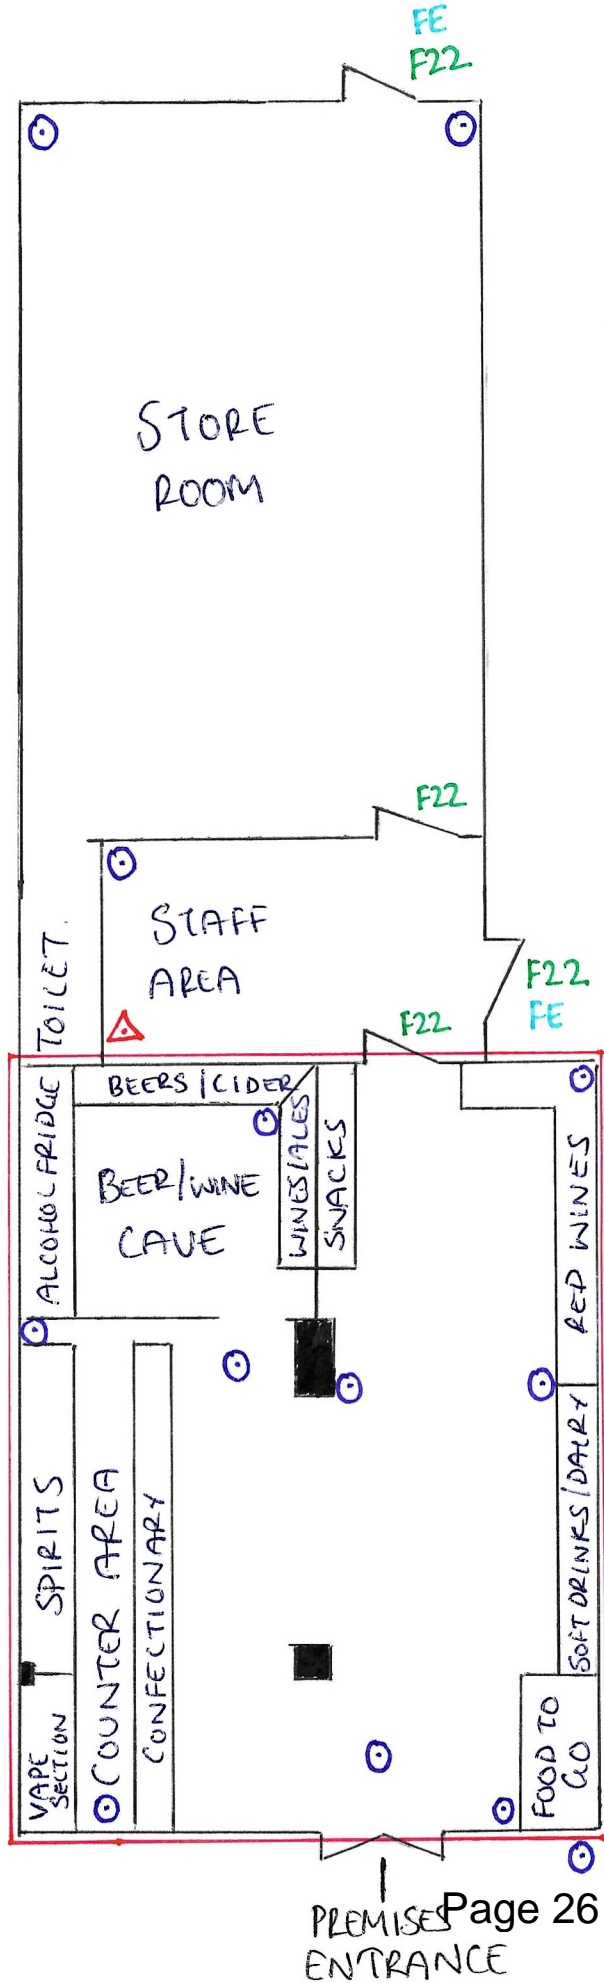 FE
F22
STORE
ROOM
F22
STAFF
AREA
TOILET.
F22
FE
F22
BEERS/CIDER
ALCOHOL FRIDGE
BEER/WINE
CAVE
WINES/ALES
SNACKS
RED WINES
SPIRITS
COUNTER AREA
CONFECTIONARY
SOFT DRINKS/DAIRY
VAPE
SECTION
FOOD TO
GO
PREMISES
ENTRANCE
Page 26